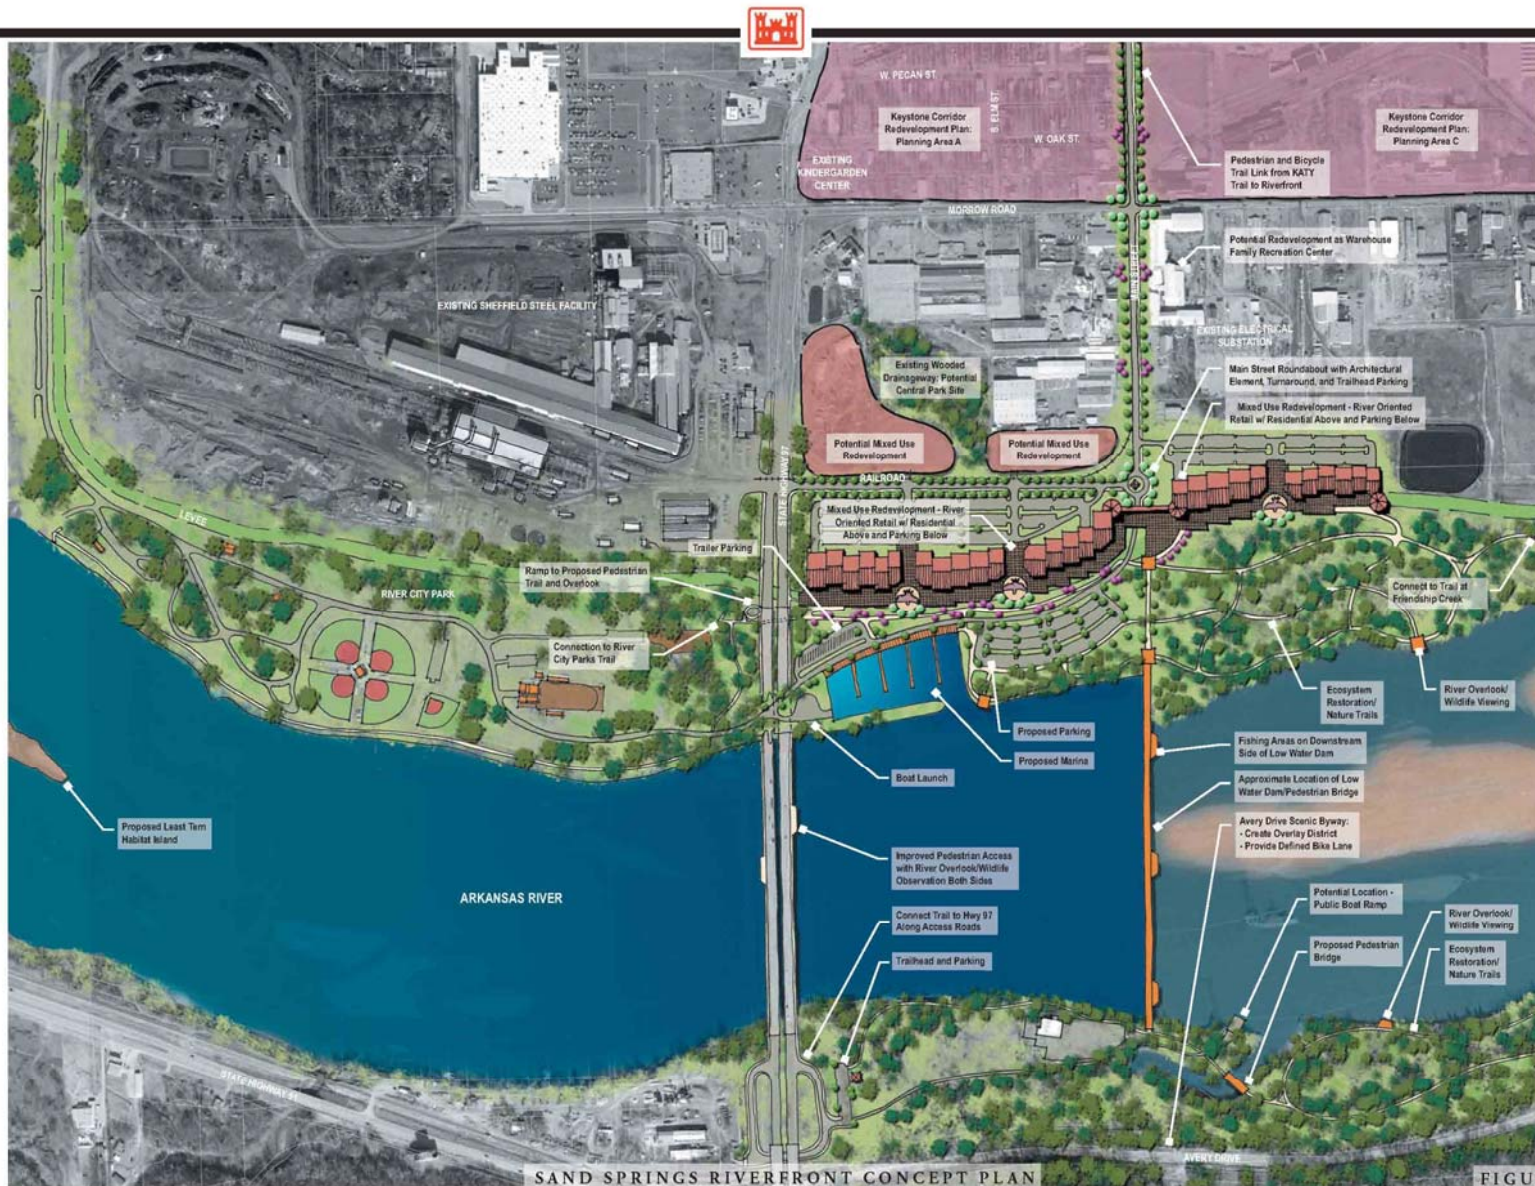 W. PECAN ST.
S. ELM ST.
W. OAK ST.
Keystone Corridor
Redevelopment Plan:
Planning Area A
Keystone Corridor
Redevelopment Plan:
Planning Area C
EXISTING
KINDERGARDEN
CENTER
Pedestrian and Bicycle
Trail Link from KATY
Trail to Riverfront
MORROW ROAD
Potential Redevelopment as Warehouse
Family Recreation Center
EXISTING SHEFFIELD STEEL FACILITY
EXISTING ELECTRICAL
SUBSTATION
Existing Wooded
Drainageway: Potential
Central Park Site
Main Street Roundabout with Architectural
Element, Turnaround, and Trailhead Parking
Mixed Use Redevelopment - River Oriented
Retail w/ Residential Above and Parking Below
Potential Mixed Use
Redevelopment
Potential Mixed Use
Redevelopment
RAILROAD
LEVEE
Mixed Use Redevelopment - River
Oriented Retail w/ Residential
Above and Parking Below
Trailer Parking
Ramp to Proposed Pedestrian
Trail and Overlook
RIVER CITY PARK
Connect to Trail at
Friendship Creek
Connection to River
City Parks Trail
Ecosystem
Restoration/
Nature Trails
River Overlook/
Wildlife Viewing
Proposed Parking
Proposed Marina
Fishing Areas on Downstream
Side of Low Water Dam
Boat Launch
Approximate Location of Low
Water Dam/Pedestrian Bridge
Proposed Least Tern
Habitat Island
Avery Drive Scenic Byway:
- Create Overlay District
- Provide Defined Bike Lane
Improved Pedestrian Access
with River Overlook/Wildlife
Observation Both Sides
ARKANSAS RIVER
Potential Location -
Public Boat Ramp
Connect Trail to Hwy 97
Along Access Roads
River Overlook/
Wildlife Viewing
Proposed Pedestrian
Bridge
Trailhead and Parking
Ecosystem
Restoration/
Nature Trails
STATE HIGHWAY 51
AVERY DRIVE
SAND SPRINGS RIVERFRONT CONCEPT PLAN
FIGU